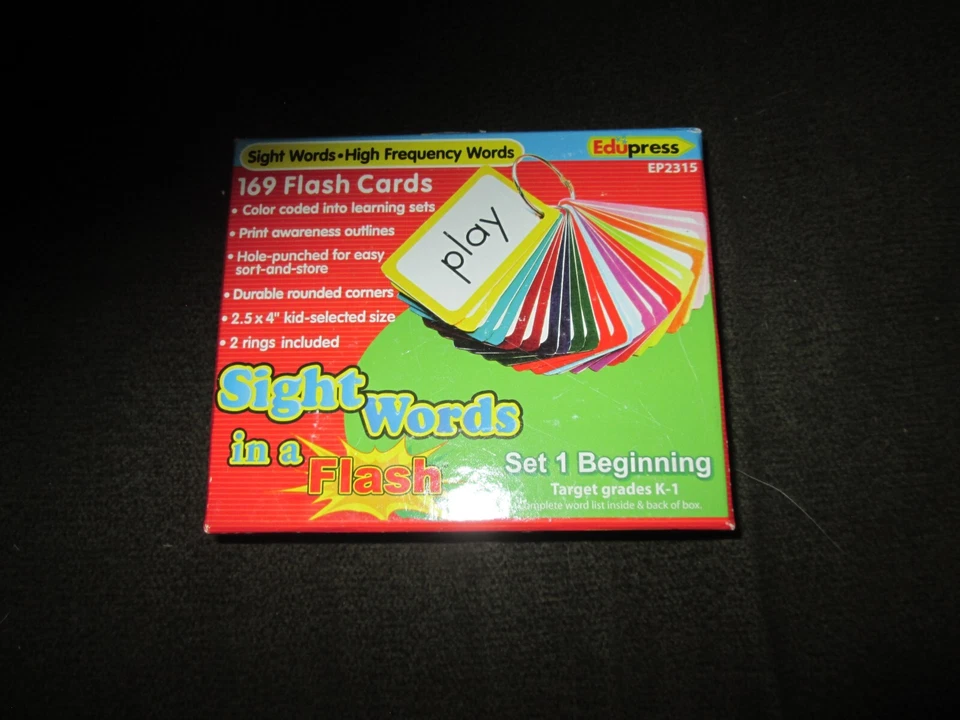 Sight Words•High Frequency Words
Edupress
EP2315
169 Flash Cards
• Color coded into learning sets
• Print awareness outlines
• Hole-punched for easy
sort-and-store
• Durable rounded corners
• 2.5 x 4" kid-selected size
• 2 rings included
play
Sight Words
in a Flash
Set 1 Beginning
Target grades K-1
Complete word list inside & back of box.